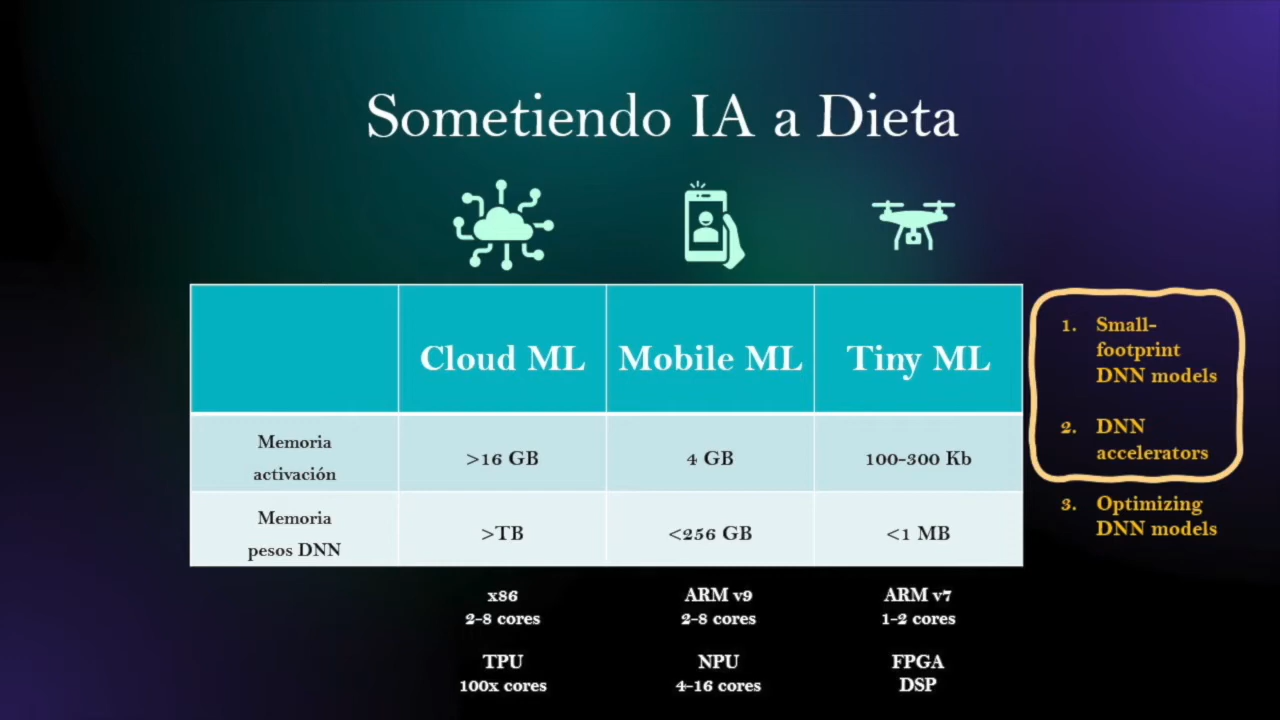 Sometiendo IA a Dieta
Cloud ML
Mobile ML
Tiny ML
Memoria
activación
>16 GB
4 GB
100-300 Kb
Memoria
pesos DNN
>TB
<256 GB
<1 MB
x86
2-8 cores
TPU
100x cores
ARM v9
2-8 cores
NPU
4-16 cores
ARM v7
1-2 cores
FPGA
DSP
1. Small-
footprint
DNN models
2. DNN
accelerators
3. Optimizing
DNN models